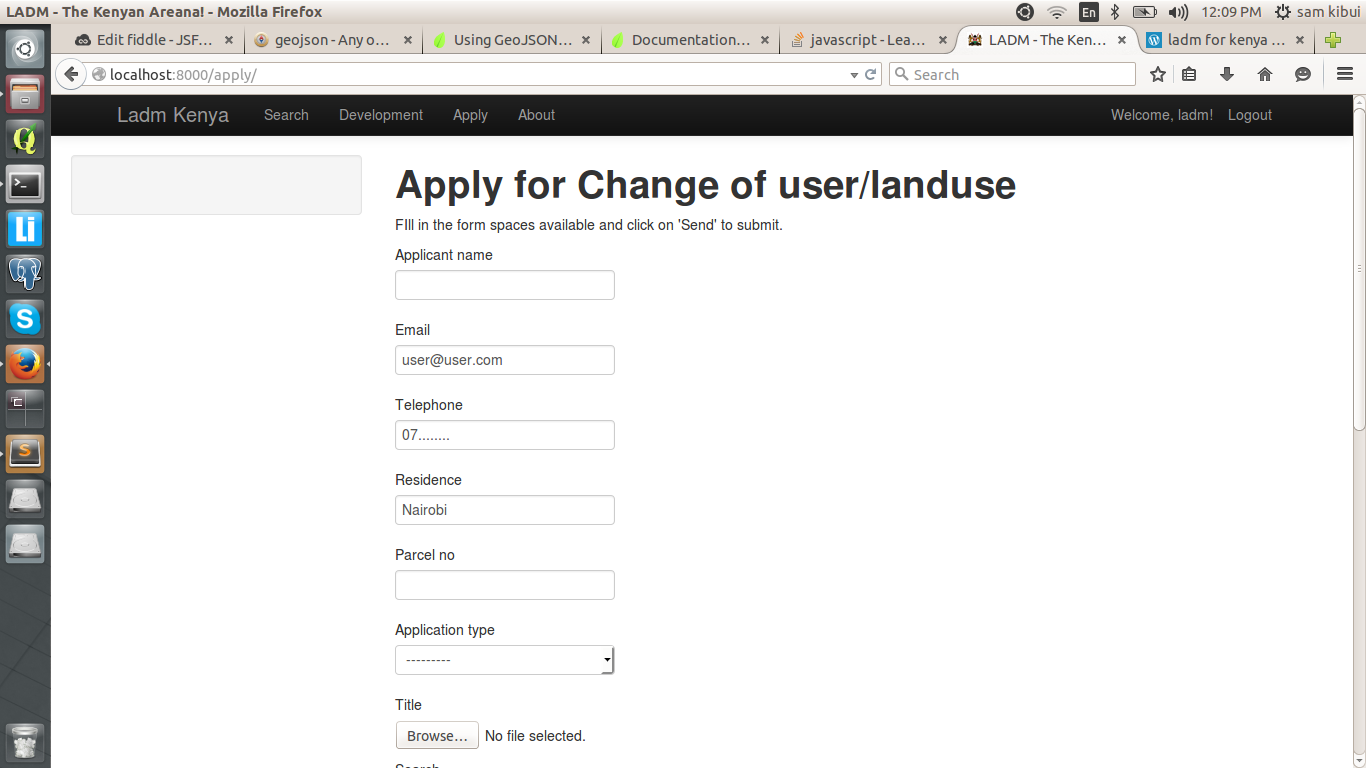 LADM - The Kenyan Areana! - Mozilla Firefox
En
12:09 PM
sam kibui
Edit fiddle - JSF...
geojson - Any o...
Using GeoJSON...
Documentation...
javascript - Lea...
LADM - The Ken...
ladm for kenya ...
localhost:8000/apply/
Search
Ladm Kenya
Search
Development
Apply
About
Welcome, ladm!
Logout
Apply for Change of user/landuse
FIll in the form spaces available and click on 'Send' to submit.
Applicant name
Email
user@user.com
Telephone
07........
Residence
Nairobi
Parcel no
Application type
---------
Title
Browse...
No file selected.
Search